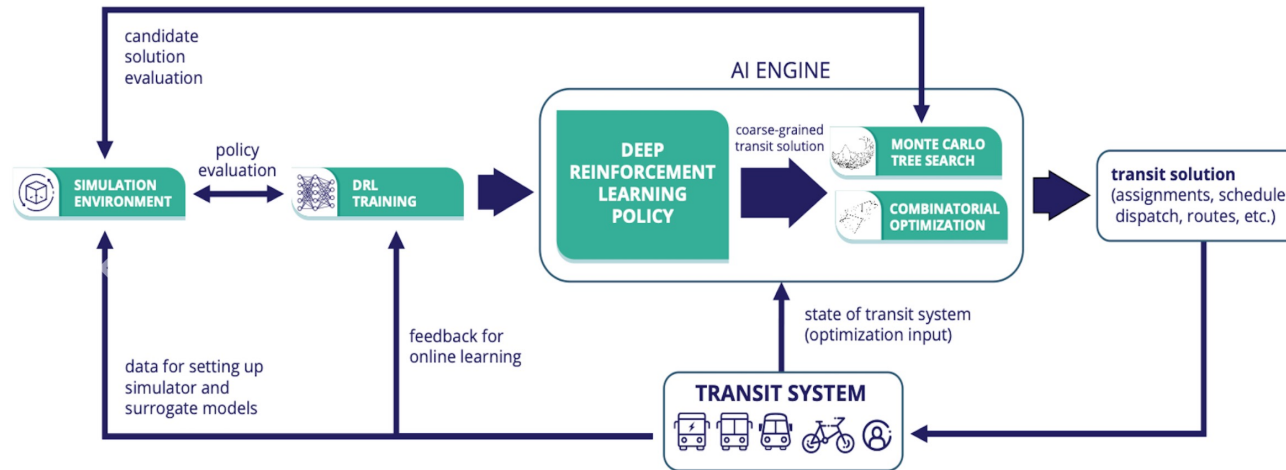 candidate
solution
evaluation
AI ENGINE
policy
evaluation
SIMULATION
ENVIRONMENT
DRL
TRAINING
DEEP
REINFORCEMENT
LEARNING
POLICY
coarse-grained
transit solution
MONTE CARLO
TREE SEARCH
COMBINATORIAL
OPTIMIZATION
transit solution
(assignments, schedule
dispatch, routes, etc.)
data for setting up
simulator and
surrogate models
feedback for
online learning
state of transit system
(optimization input)
TRANSIT SYSTEM